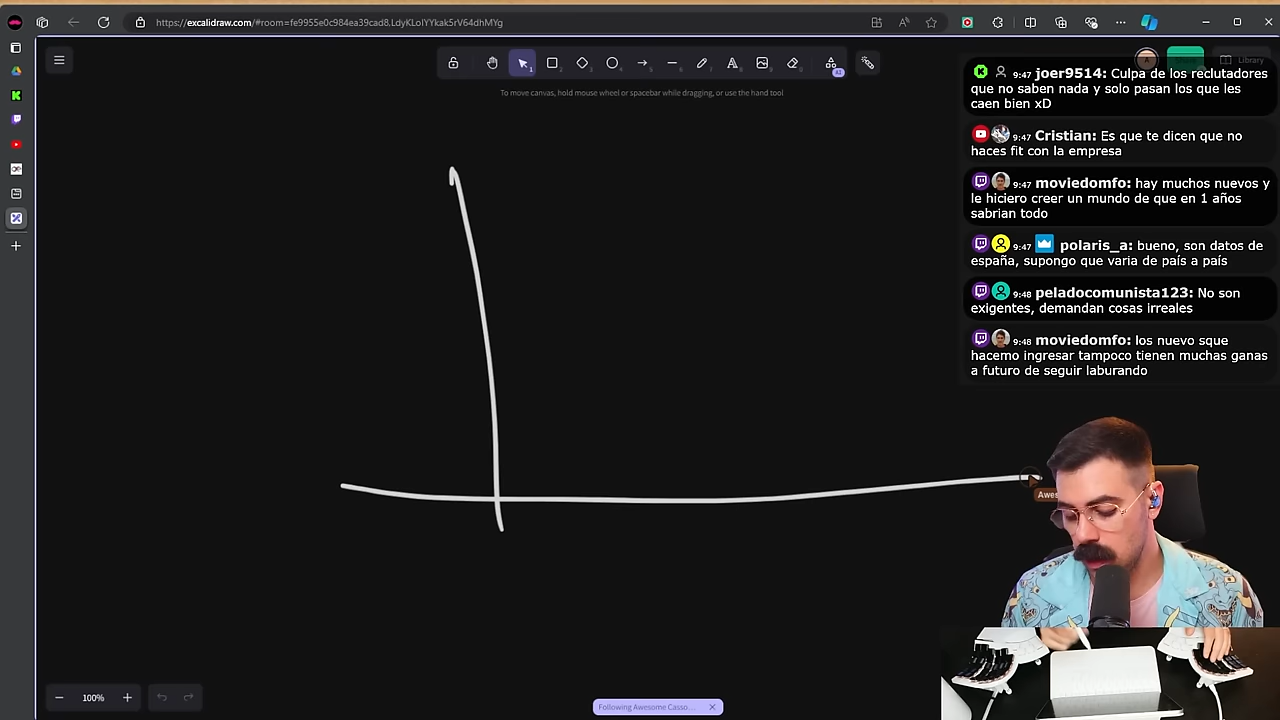 https://excalidraw.com/#room=fe9955e0c984ea39cad8.LdyKLoIYYkak5rV64dhMYg
To move canvas, hold mouse wheel or spacebar while dragging, or use the hand tool
Library
9:47 joer9514: Culpa de los reclutadores
que no saben nada y solo pasan los que les
caen bien xD
9:47 Cristian: Es que te dicen que no
haces fit con la empresa
9:47 moviedomfo: hay muchos nuevos y
le hiciero creer un mundo de que en 1 años
sabrian todo
9:47 polaris_a: bueno, son datos de
españa, supongo que varia de país a país
9:48 peladocomunista123: No son
exigentes, demandan cosas irreales
9:48 moviedomfo: los nuevo sque
hacemo ingresar tampoco tienen muchas ganas
a futuro de seguir laburando
Awes
100%
Following Awesome Casso...